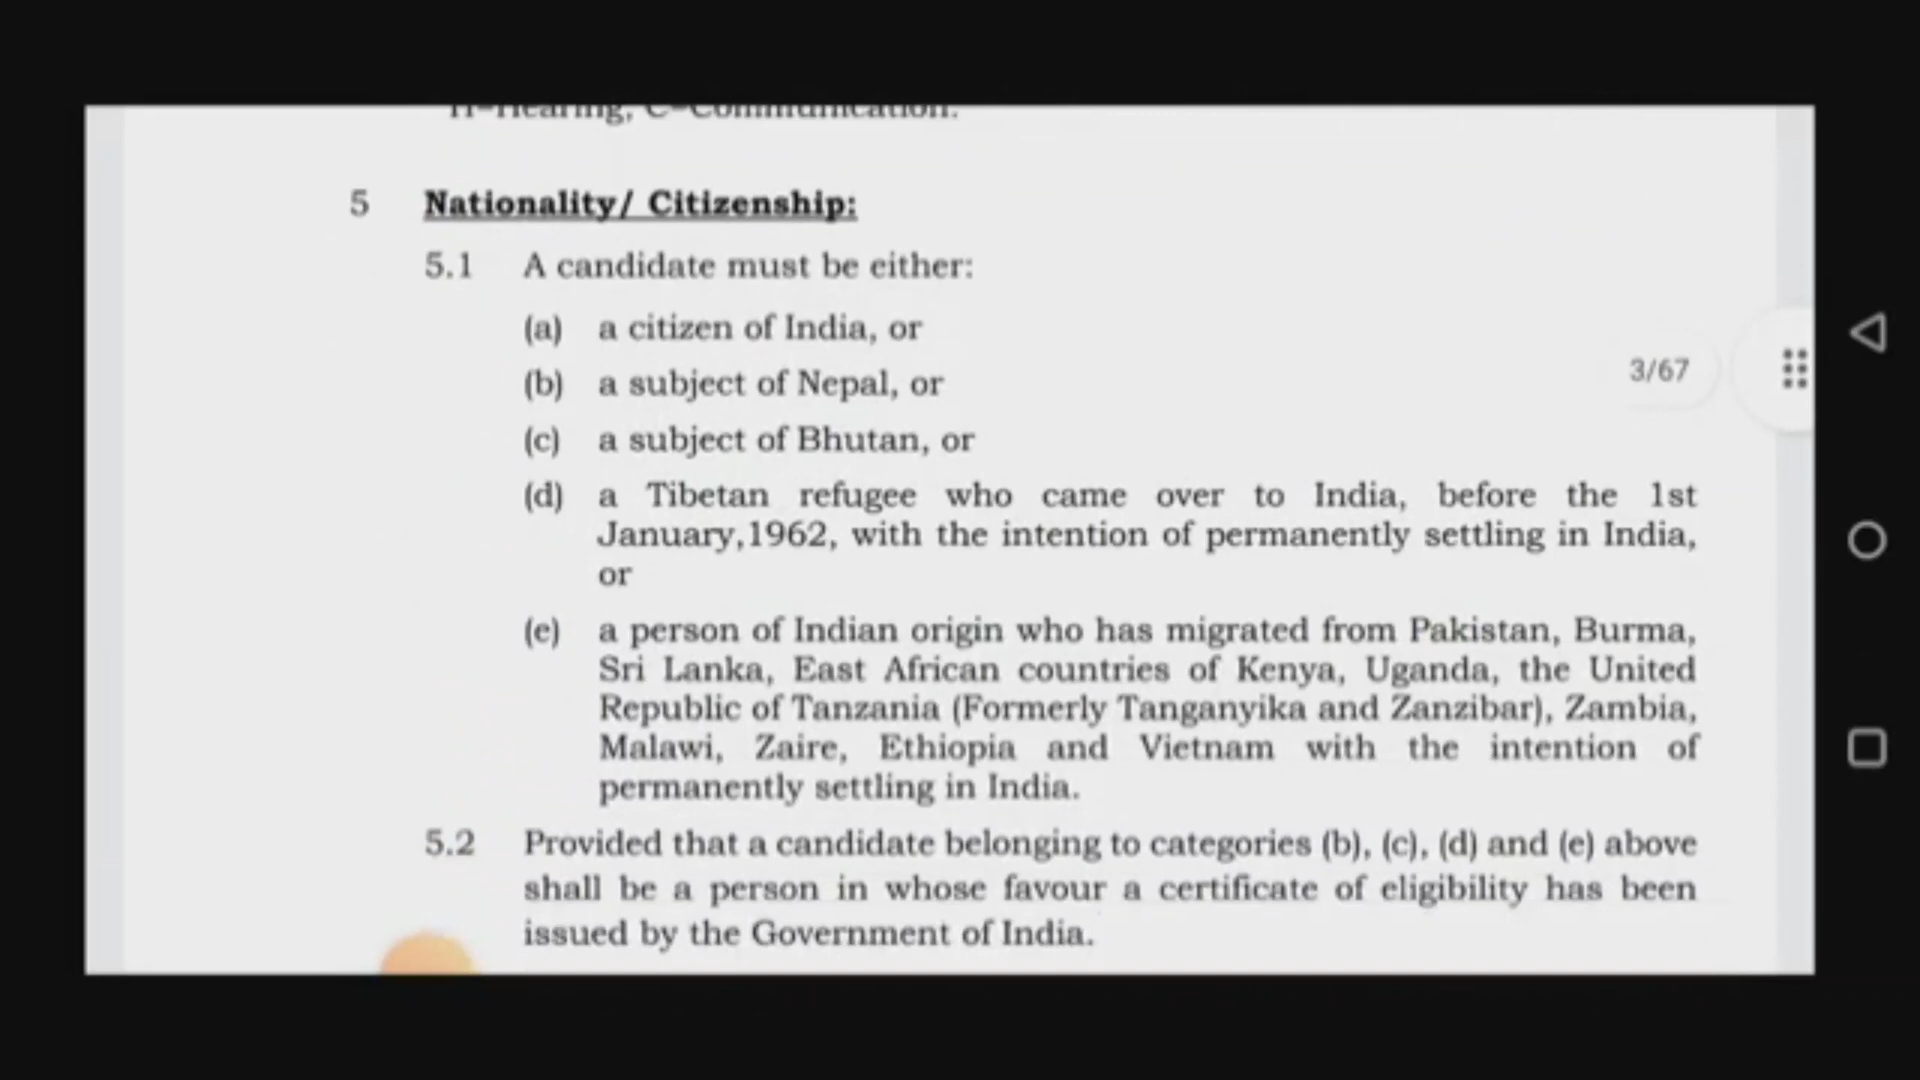 H=Hearing, C=Communication.
5 Nationality/ Citizenship:
5.1 A candidate must be either:
(a) a citizen of India, or
(b) a subject of Nepal, or
3/67
(c) a subject of Bhutan, or
(d) a Tibetan refugee who came over to India, before the 1st
January,1962, with the intention of permanently settling in India,
or
(e) a person of Indian origin who has migrated from Pakistan, Burma,
Sri Lanka, East African countries of Kenya, Uganda, the United
Republic of Tanzania (Formerly Tanganyika and Zanzibar), Zambia,
Malawi, Zaire, Ethiopia and Vietnam with the intention of
permanently settling in India.
5.2 Provided that a candidate belonging to categories (b), (c), (d) and (e) above
shall be a person in whose favour a certificate of eligibility has been
issued by the Government of India.